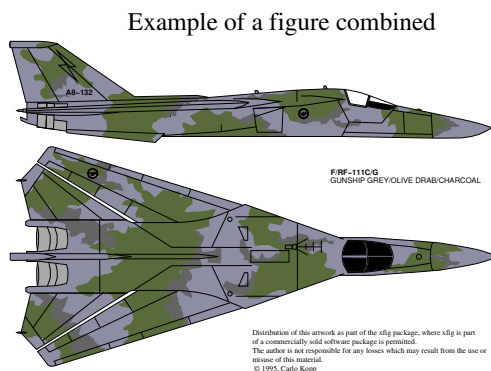 Example of a figure combined
A8-132
F/RF-111C/G
GUNSHIP GREY/OLIVE DRAB/CHARCOAL
Distribution of this artwork as part of the xfig package, where xfig is part
of a commercially sold software package is permitted.
The author is not responsible for any losses which may result from the use or
misuse of this material.
© 1995, Carlo Kopp